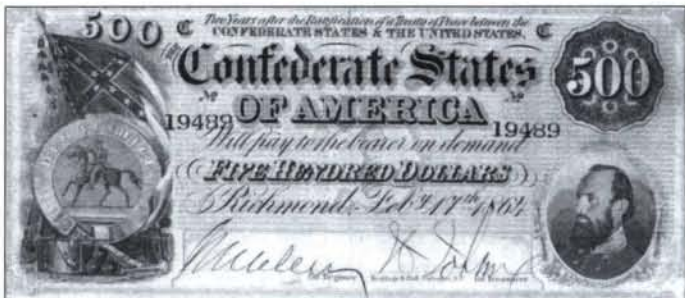 500
C
Two Years after the Ratification of a Treaty of Peace between the
C
CONFEDERATE STATES & THE UNITED STATES.
THE
Confederate States
500
No
No
OF AMERICA
19489
19489
Will pay to the bearer on demand
FIVE HUNDRED DOLLARS
Richmond Feby 17th 1864